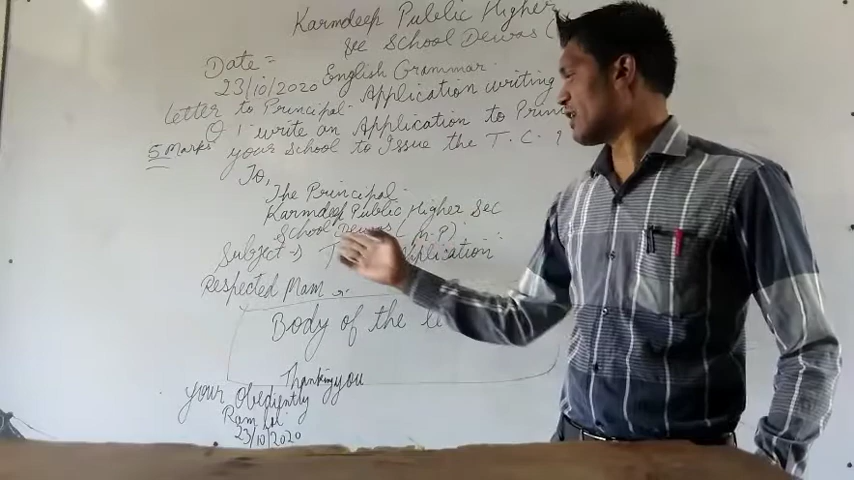 Karmdeep Public Higher
School Dewas (
Date =
23/10/2020
English Grammar.
Letter to Principal. Application writing
Q 1 - write an Application to Prin
5 Marks your School to Issue the T. C. ?
To,
The Principal.
Karmdeep Public Higher Sec
School Dewas (M.P)
Subject → T
Application
Respected Mam
Body of the le
Thanking you
your Obediently
Ram lal
23/10/2020